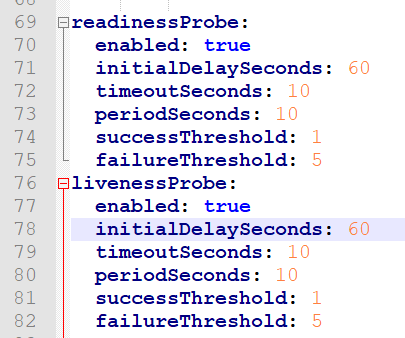 69 readinessProbe:
70   enabled: true
71   initialDelaySeconds: 60
72   timeoutSeconds: 10
73   periodSeconds: 10
74   successThreshold: 1
75   failureThreshold: 5
76 livenessProbe:
77   enabled: true
78   initialDelaySeconds: 60
79   timeoutSeconds: 10
80   periodSeconds: 10
81   successThreshold: 1
82   failureThreshold: 5